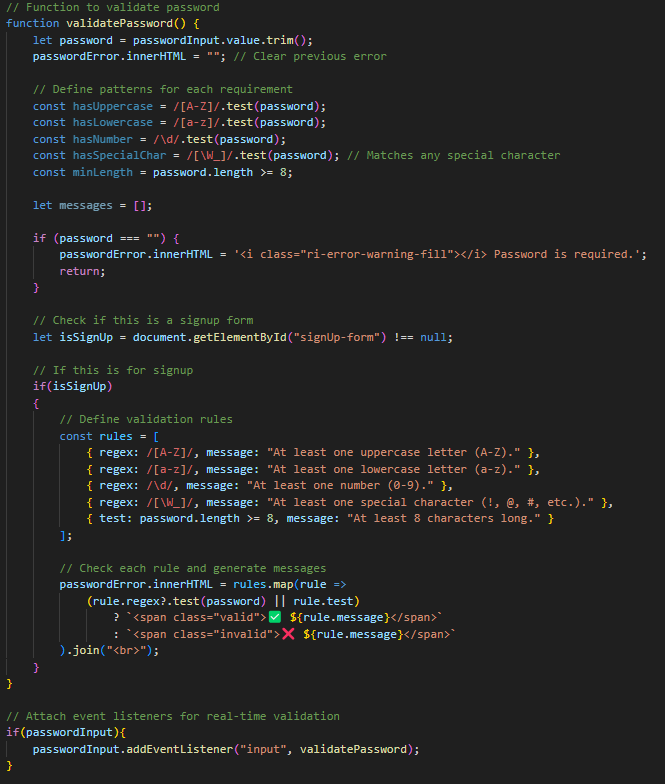 // Function to validate password
function validatePassword() {
    let password = passwordInput.value.trim();
    passwordError.innerHTML = ""; // Clear previous error

    // Define patterns for each requirement
    const hasUppercase = /[A-Z]/.test(password);
    const hasLowercase = /[a-z]/.test(password);
    const hasNumber = /\d/.test(password);
    const hasSpecialChar = /[\W_]/.test(password); // Matches any special character
    const minLength = password.length >= 8;

    let messages = [];

    if (password === "") {
        passwordError.innerHTML = '<i class="ri-error-warning-fill"></i> Password is required.';
        return;
    }

    // Check if this is a signup form
    let isSignUp = document.getElementById("signUp-form") !== null;

    // If this is for signup
    if(isSignUp)
    {
        // Define validation rules
        const rules = [
            { regex: /[A-Z]/, message: "At least one uppercase letter (A-Z)." },
            { regex: /[a-z]/, message: "At least one lowercase letter (a-z)." },
            { regex: /\d/, message: "At least one number (0-9)." },
            { regex: /[\W_]/, message: "At least one special character (!, @, #, etc.)." },
            { test: password.length >= 8, message: "At least 8 characters long." }
        ];

        // Check each rule and generate messages
        passwordError.innerHTML = rules.map(rule =>
            (rule.regex?.test(password) || rule.test)
                ? `<span class="valid">✅ ${rule.message}</span>`
                : `<span class="invalid">❌ ${rule.message}</span>`
        ).join("<br>");
    }
}

// Attach event listeners for real-time validation
if(passwordInput){
    passwordInput.addEventListener("input", validatePassword);
}